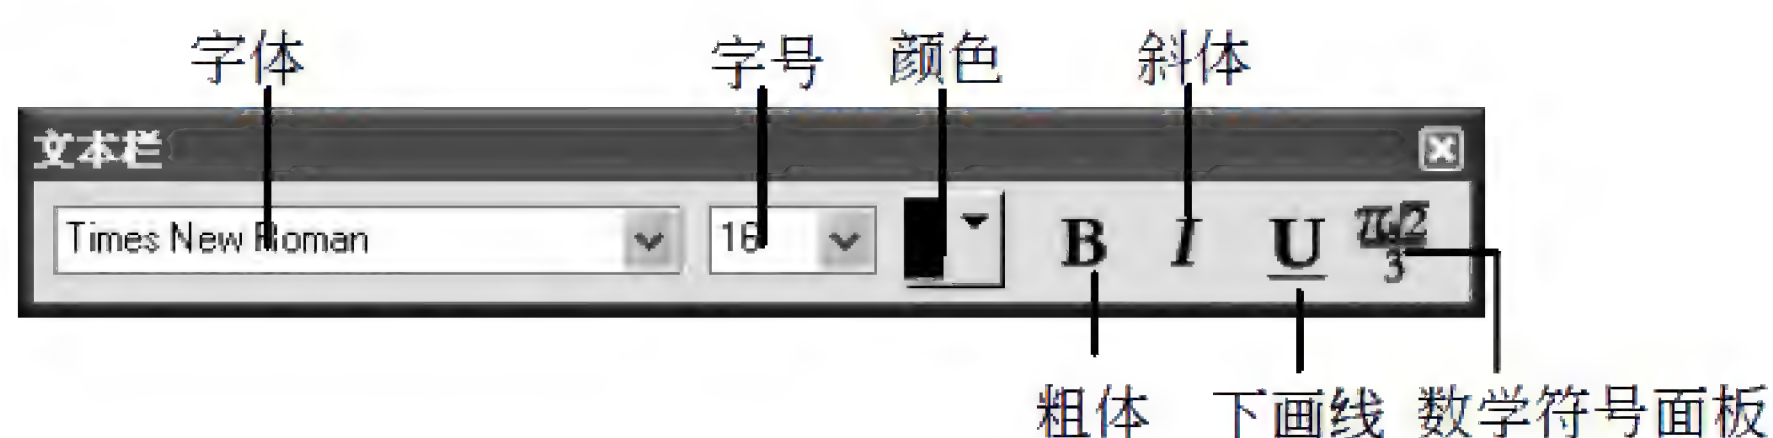 字体 字号 颜色 斜体
文本栏
Times New Roman 16 B I U π√2/3
粗体 下画线 数学符号面板